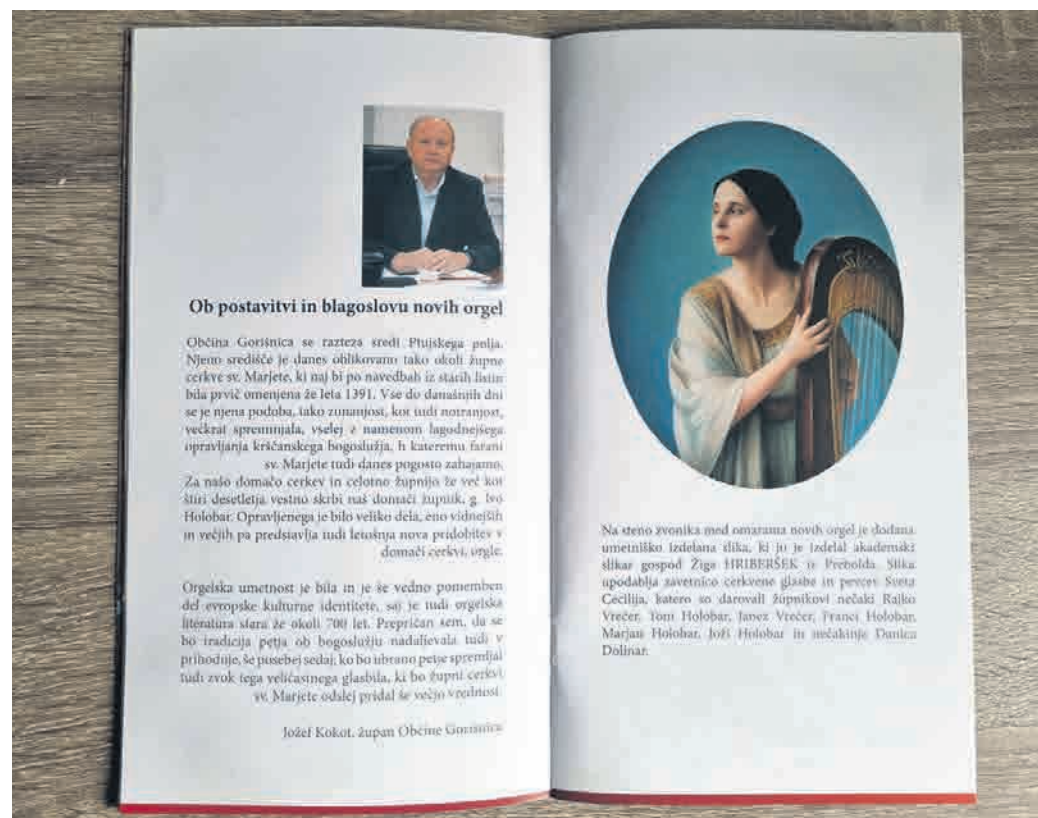 Ob postavitvi in blagoslovu novih orgel
Občina Gorišnica se razteza sredi Ptujskega polja.
Njeno središče je danes oblikovano tako okoli župne
cerkve sv. Marjete, ki naj bi po navedbah iz starih listin
bila prvič omenjena že leta 1391. Vse do današnjih dni
se je njena podoba, tako zunanjost, kot tudi notranjost,
večkrat spreminjala, vselej z namenom lagodnejšega
opravljanja krščanskega bogoslužja, h kateremu farani
sv. Marjete tudi danes pogosto zahajamo.
Za našo domačo cerkev in celotno župnijo že več kot
štiri desetletja vestno skrbi naš domači župnik, g. Ivo
Holobar. Opravljenega je bilo veliko dela, eno vidnejših
in večjih pa predstavlja tudi letošnja nova pridobitev v
domači cerkvi, orgle.
Orgelska umetnost je bila in je še vedno pomemben
del evropske kulturne identitete, saj je tudi orgelska
literatura stara že okoli 700 let. Prepričan sem, da se
bo tradicija petja ob bogoslužju nadaljevala tudi v
prihodnje, še posebej sedaj, ko bo ubrano petje spremljal
tudi zvok tega veličastnega glasbila, ki bo župni cerkvi
sv. Marjete odslej pridal še večjo vrednost.
Jožef Kokot, župan Občine Gorišnica
Na steno zvonika med omarama novih orgel je dodana
umetniško izdelana slika, ki jo je izdelal akademski
slikar gospod Žiga HRIBERŠEK iz Prebolda. Slika
upodablja zavetnico cerkvene glasbe in pevcev Sveta
Cecilija, katero so darovali župnikovi nečaki Rajko
Vrečer, Toni Holobar, Janez Vrečer, Franci Holobar,
Marjan Holobar, Joži Holobar in nečakinje Danica
Dolinar.